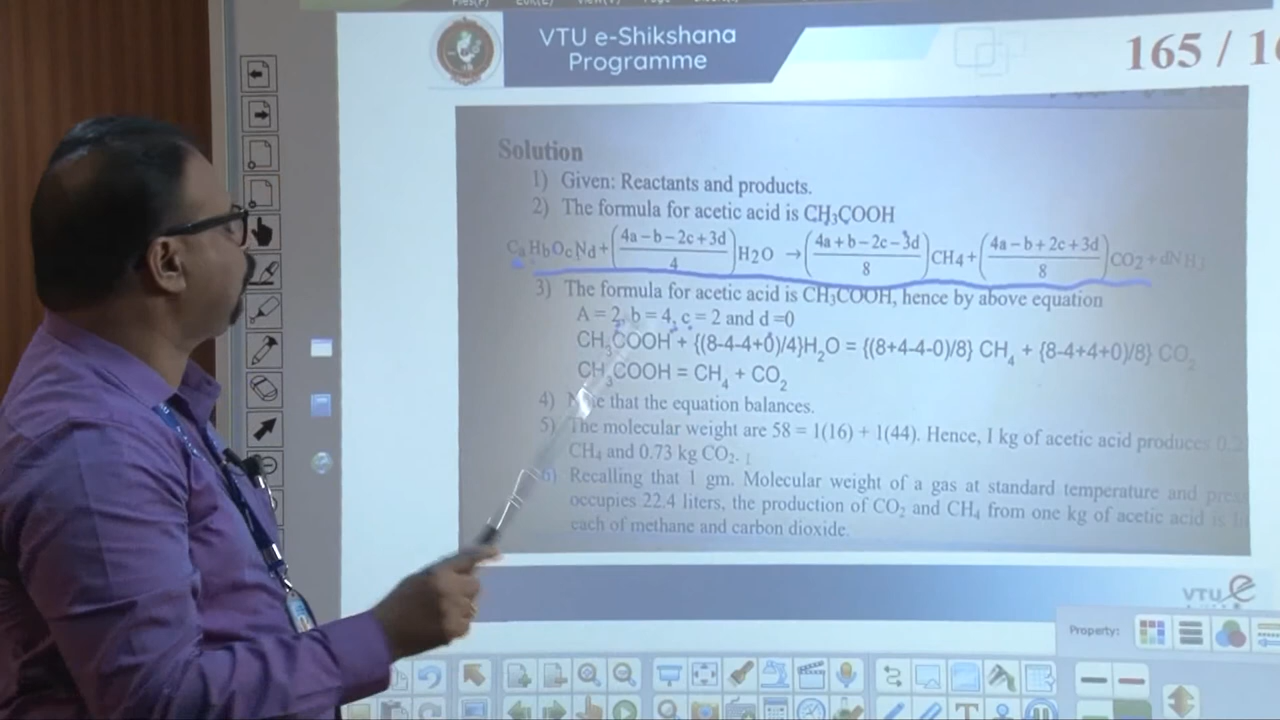 VTU e-Shikshana
Programme
165 /
Solution
1) Given: Reactants and products.
2) The formula for acetic acid is CH₃COOH
CaHbOcNd + (4a – b – 2c + 3d / 4) H2O → (4a + b – 2c – 3d / 8) CH4 + (4a – b + 2c + 3d / 8) CO2 + dNH3
3) The formula for acetic acid is CH₃COOH, hence by above equation
A = 2, b = 4, c = 2 and d =0
CH₃COOH + {(8-4-4+0)/4}H₂O = {(8+4-4-0)/8} CH₄ + {8-4+4+0)/8} CO₂
CH₃COOH = CH₄ + CO₂
4) that the equation balances.
5) The molecular weight are 58 = 1(16) + 1(44). Hence, 1 kg of acetic acid produces
CH₄ and 0.73 kg CO₂.
6) Recalling that 1 gm. Molecular weight of a gas at standard temperature and
occupies 22.4 liters, the production of CO₂ and CH₄ from one kg of acetic acid is
each of methane and carbon dioxide.
VTU
Property: